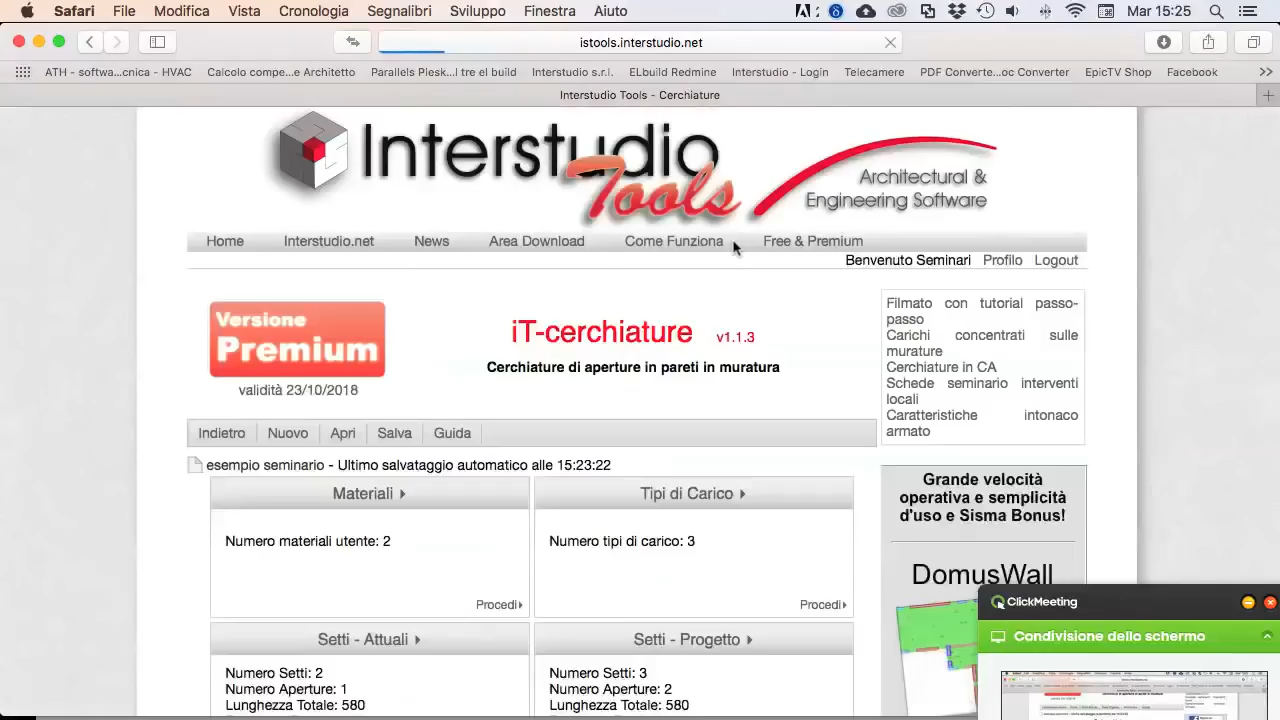 Safari File Modifica Vista Cronologia Segnalibri Sviluppo Finestra Aiuto Mar 15:25
istools.interstudio.net
ATH - softwa...cnica - HVAC Calcolo compe...e Architetto Parallels Plesk...l tre el build Interstudio s.r.l. ELbuild Redmine Interstudio - Login Telecamere PDF Converte...oc Converter EpicTV Shop Facebook
Interstudio Tools - Cerchiature
Interstudio
Tools
Architectural &
Engineering Software
Home Interstudio.net News Area Download Come Funziona Free & Premium
Benvenuto Seminari Profilo Logout
Versione
Premium
validità 23/10/2018
iT-cerchiature v1.1.3
Cerchiature di aperture in pareti in muratura
Filmato con tutorial passo-
passo
Carichi concentrati sulle
murature
Cerchiature in CA
Schede seminario interventi
locali
Caratteristiche intonaco
armato
Indietro Nuovo Apri Salva Guida
esempio seminario - Ultimo salvataggio automatico alle 15:23:22
Materiali
Numero materiali utente: 2
Procedi
Tipi di Carico
Numero tipi di carico: 3
Procedi
Setti - Attuali
Numero Setti: 2
Numero Aperture: 1
Setti - Progetto
Numero Setti: 3
Numero Aperture: 2
Lunghezza Totale: 580
Grande velocità
operativa e semplicità
d'uso e Sisma Bonus!
DomusWall
ClickMeeting
Condivisione dello schermo